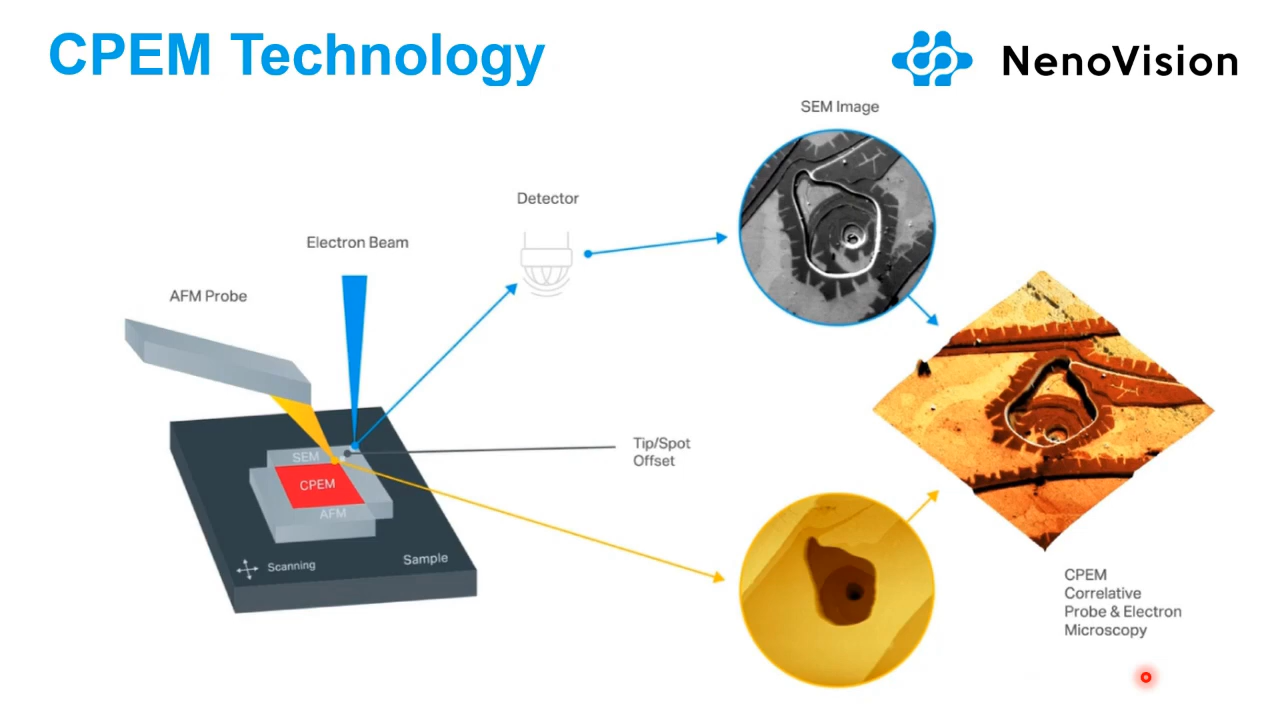 CPEM Technology
NenoVision
SEM Image
Detector
Electron Beam
AFM Probe
Tip/Spot
Offset
SEM
CPEM
AFM
Scanning
Sample
CPEM
Correlative
Probe & Electron
Microscopy